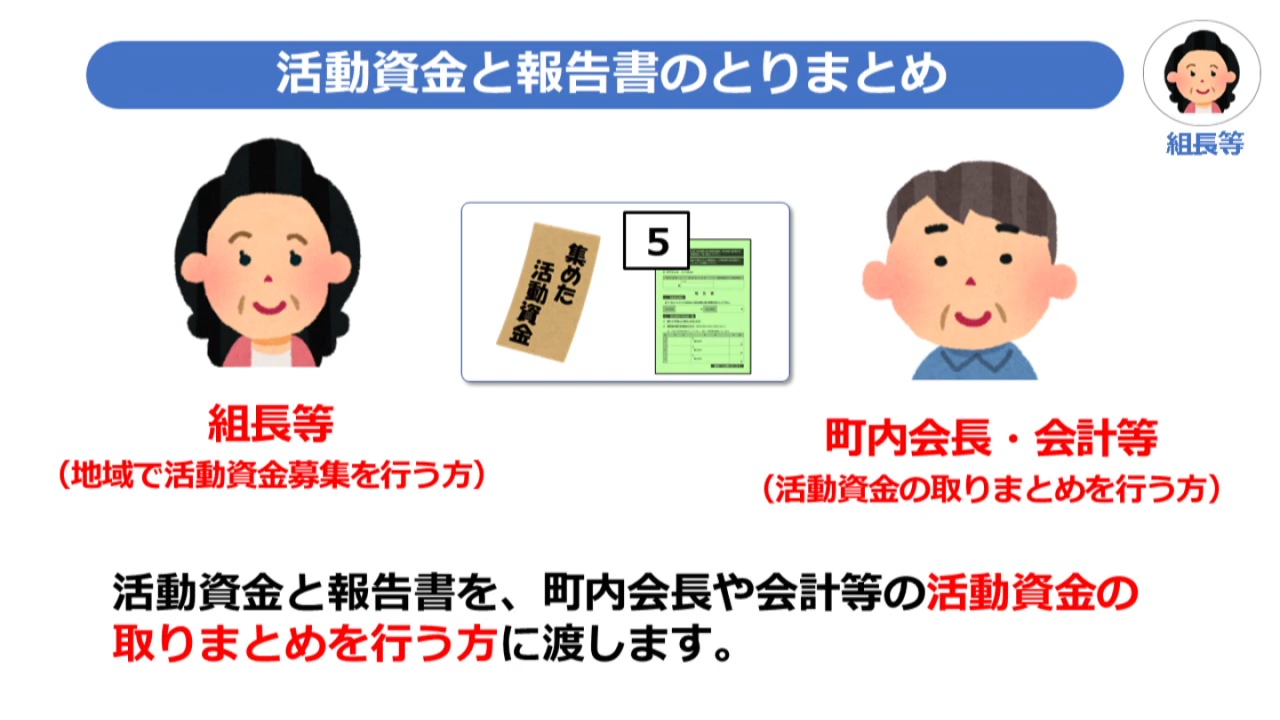 活動資金と報告書のとりまとめ
組長等
集めた
活動資金
5
組長等
（地域で活動資金募集を行う方）
町内会長・会計等
（活動資金の取りまとめを行う方）
活動資金と報告書を、町内会長や会計等の活動資金の
取りまとめを行う方に渡します。